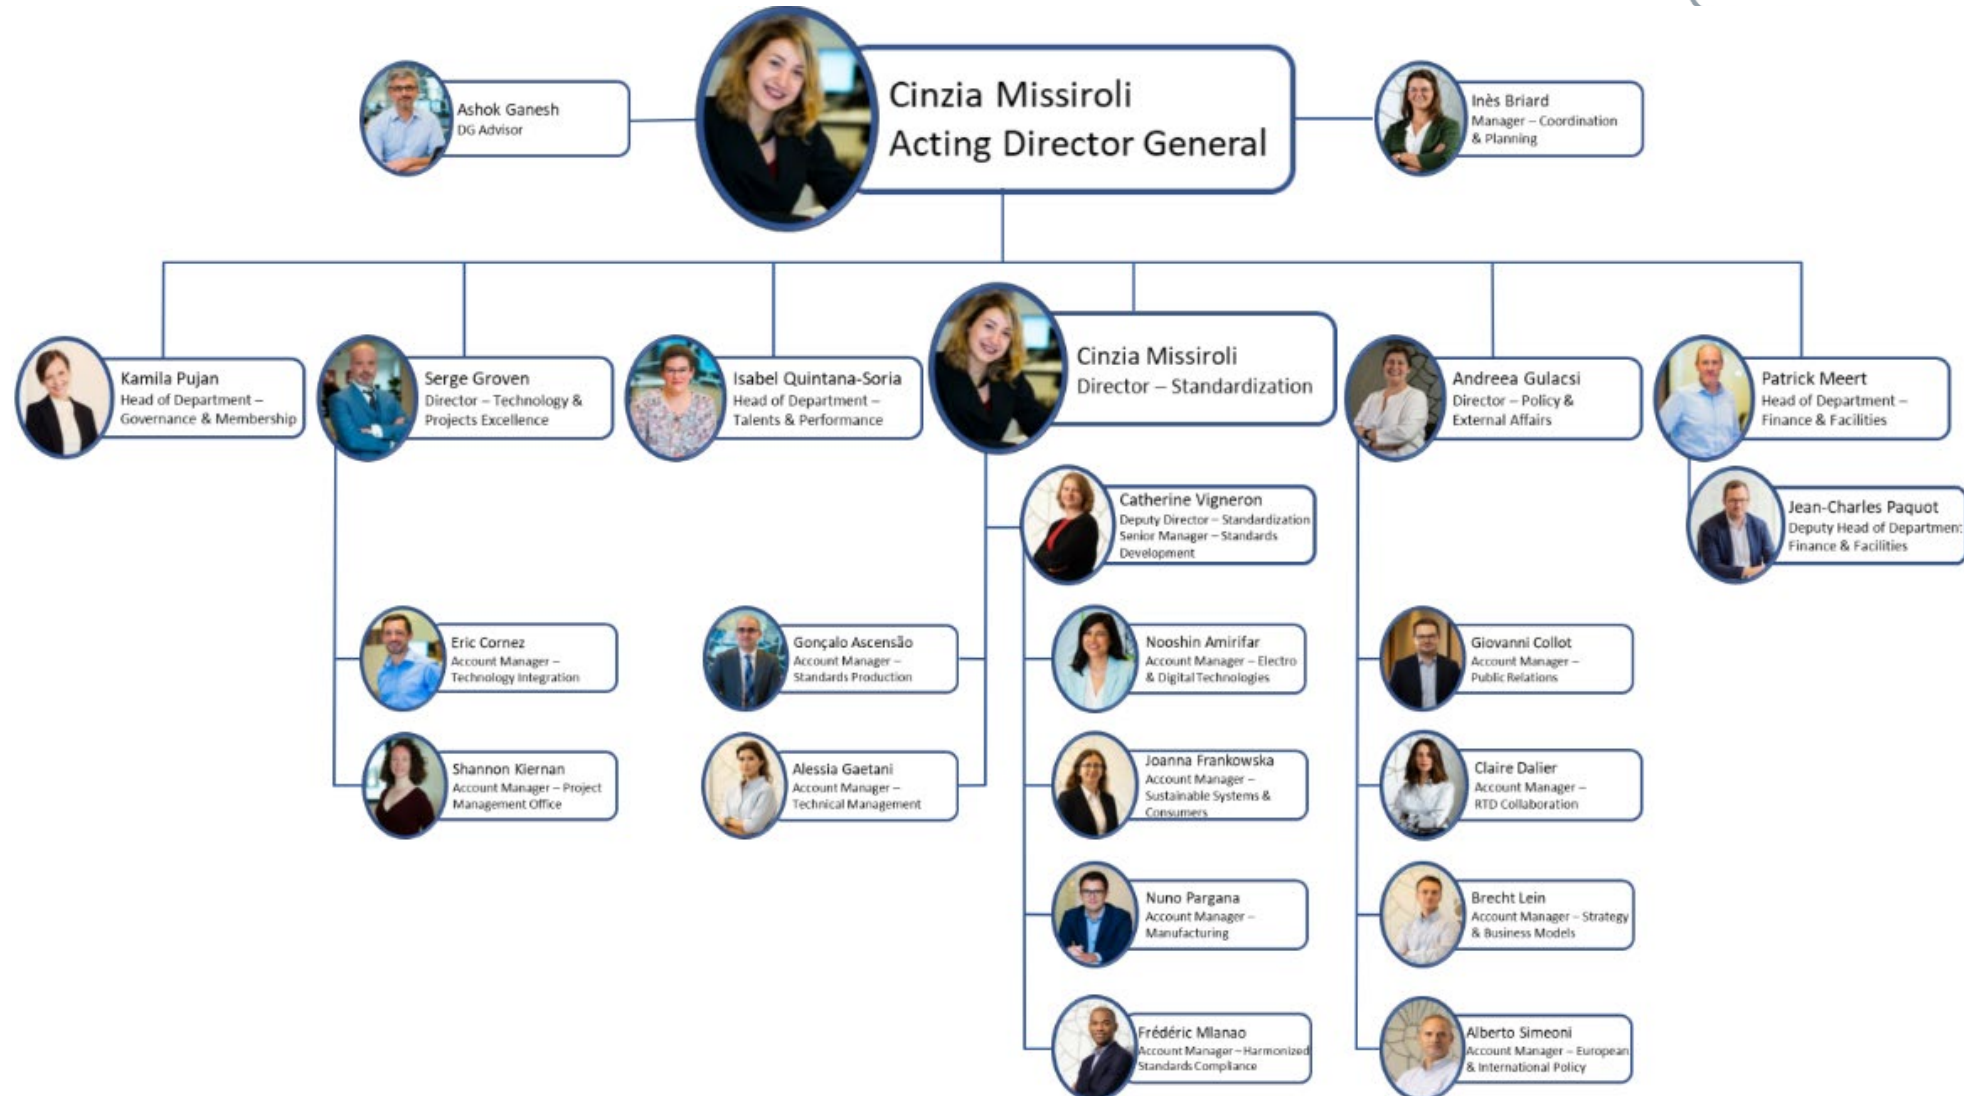 Ashok Ganesh
DG Advisor
Cinzia Missiroli
Acting Director General
Inès Briard
Manager – Coordination
& Planning
Kamila Pujan
Head of Department –
Governance & Membership
Serge Groven
Director – Technology &
Projects Excellence
Isabel Quintana-Soria
Head of Department –
Talents & Performance
Cinzia Missiroli
Director – Standardization
Andreea Gulacsi
Director – Policy &
External Affairs
Patrick Meert
Head of Department –
Finance & Facilities
Catherine Vigneron
Deputy Director – Standardization
Senior Manager – Standards
Development
Jean-Charles Paquot
Deputy Head of Department
Finance & Facilities
Eric Cornez
Account Manager –
Technology Integration
Gonçalo Ascensão
Account Manager –
Standards Production
Nooshin Amirifar
Account Manager – Electro
& Digital Technologies
Giovanni Collot
Account Manager –
Public Relations
Shannon Kiernan
Account Manager – Project
Management Office
Alessia Gaetani
Account Manager –
Technical Management
Joanna Frankowska
Account Manager –
Sustainable Systems &
Consumers
Claire Dalier
Account Manager –
RTD Collaboration
Nuno Pargana
Account Manager –
Manufacturing
Brecht Lein
Account Manager – Strategy
& Business Models
Frédéric Mlanao
Account Manager – Harmonized
Standards Compliance
Alberto Simeoni
Account Manager – European
& International Policy